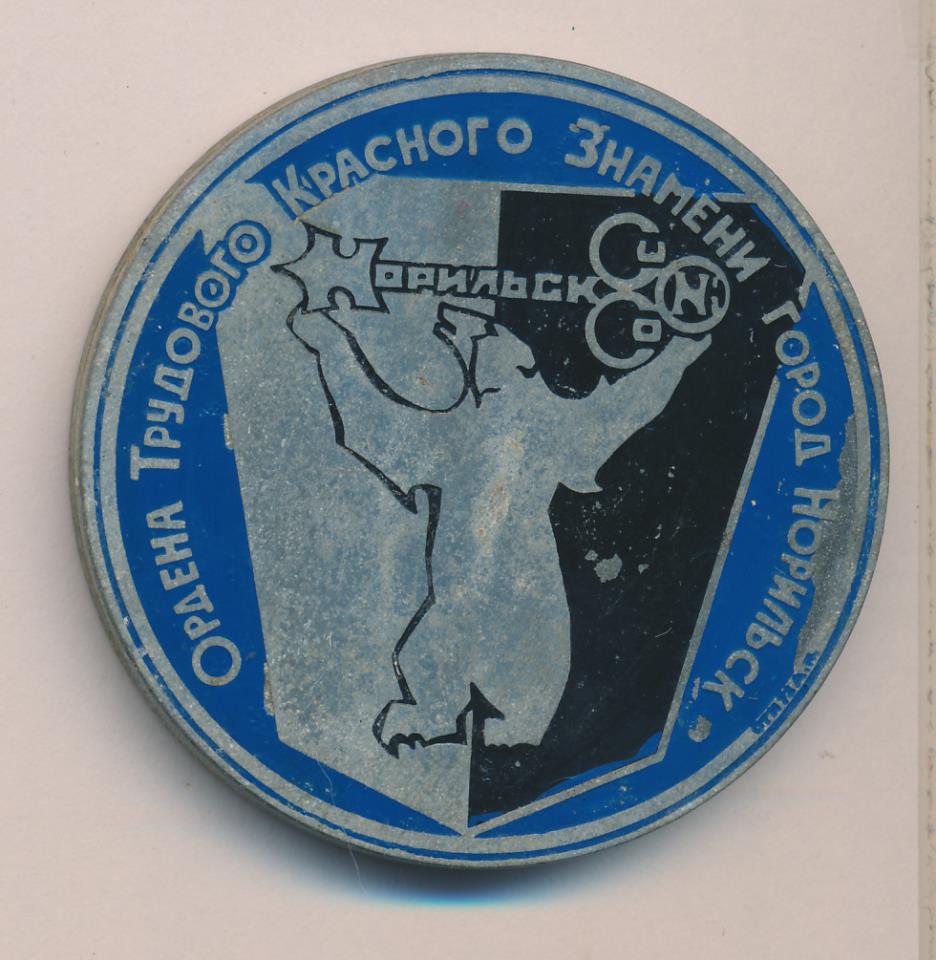 Ордена Трудового Красного Знамени город Норильск
Норильск
Cu
Ni
Co